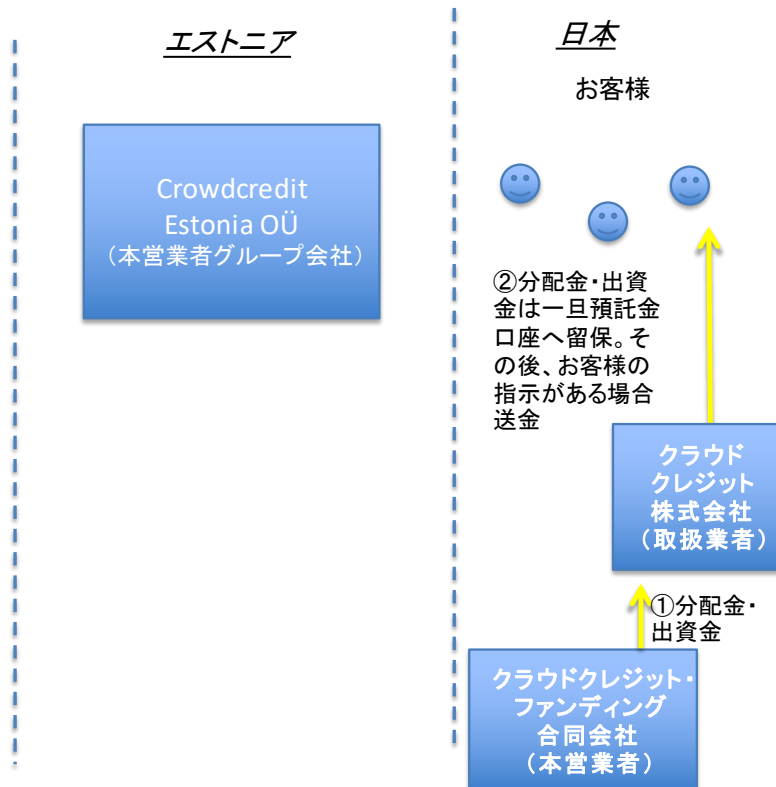 エストニア
日本
お客様
Crowdcredit
Estonia OÜ
（本営業者グループ会社）
②分配金・出資
金は一旦預託金
口座へ留保。そ
の後、お客様の
指示がある場合
送金
クラウド
クレジット
株式会社
（取扱業者）
①分配金・
出資金
クラウドクレジット・
ファンディング
合同会社
（本営業者）